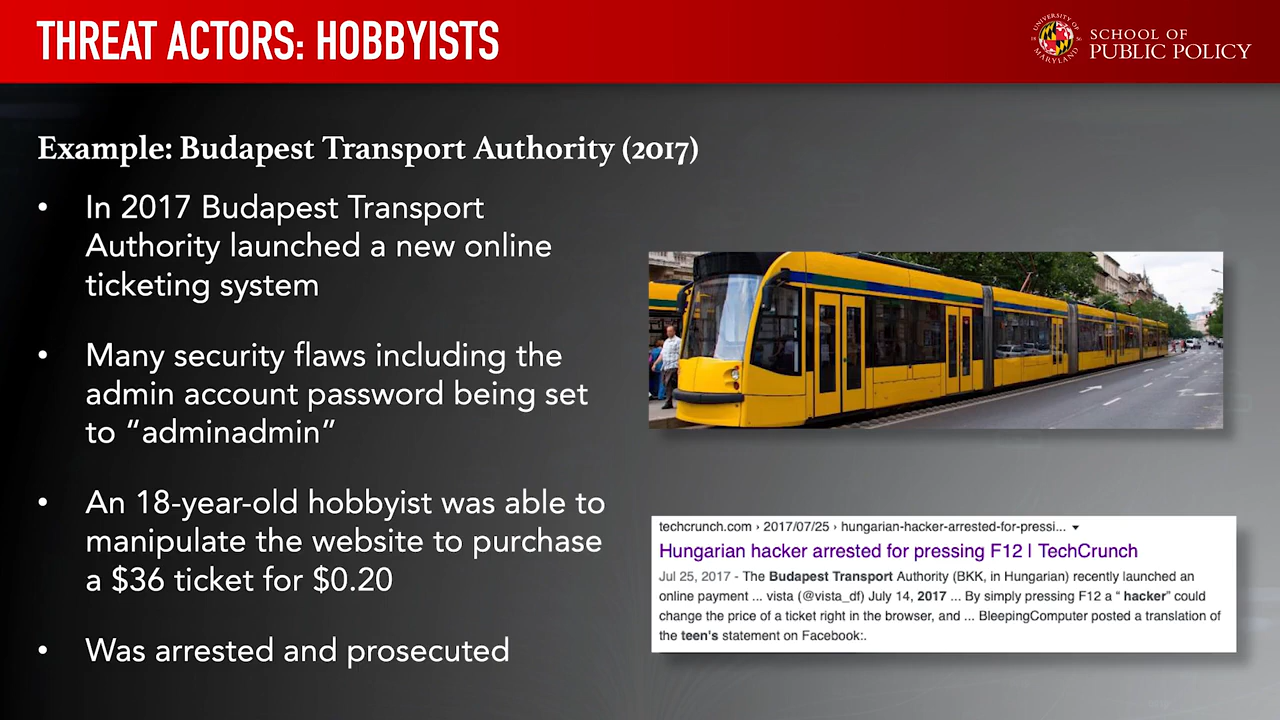 THREAT ACTORS: HOBBYISTS
UNIVERSITY OF
MARYLAND
18 56
SCHOOL OF
PUBLIC POLICY
Example: Budapest Transport Authority (2017)
• In 2017 Budapest Transport
Authority launched a new online
ticketing system
• Many security flaws including the
admin account password being set
to “adminadmin”
• An 18-year-old hobbyist was able to
manipulate the website to purchase
a $36 ticket for $0.20
• Was arrested and prosecuted
techcrunch.com › 2017/07/25 › hungarian-hacker-arrested-for-pressi... ▼
Hungarian hacker arrested for pressing F12 | TechCrunch
Jul 25, 2017 - The Budapest Transport Authority (BKK, in Hungarian) recently launched an
online payment ... vista (@vista_df) July 14, 2017 ... By simply pressing F12 a “ hacker” could
change the price of a ticket right in the browser, and ... BleepingComputer posted a translation of
the teen's statement on Facebook:.